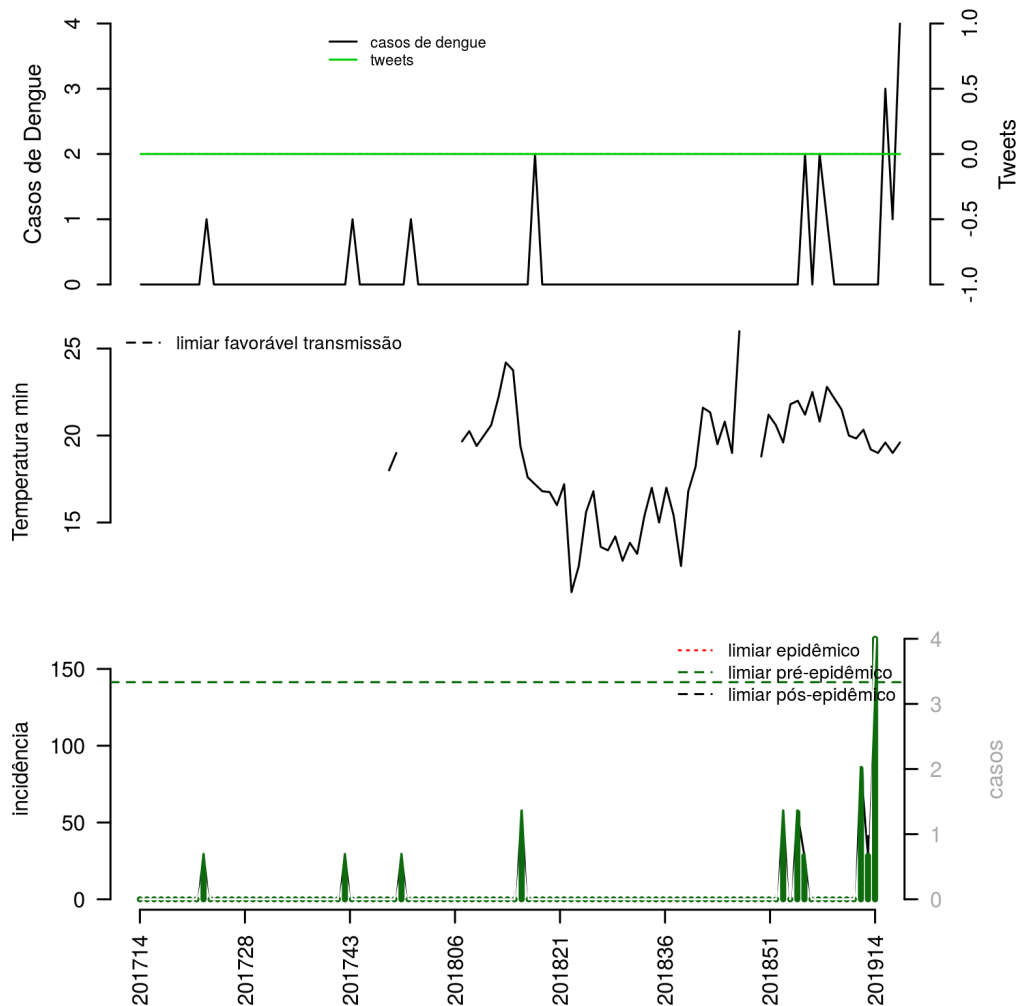 casos de dengue
tweets
Casos de Dengue
0
1
2
3
4
-1.0
-0.5
0.0
0.5
1.0
Tweets
limiar favorável transmissão
Temperatura min
15
20
25
limiar epidêmico
limiar pré-epidêmico
limiar pós-epidêmico
incidência
0
50
100
150
0
1
2
3
4
casos
201714
201728
201743
201806
201821
201836
201851
201914